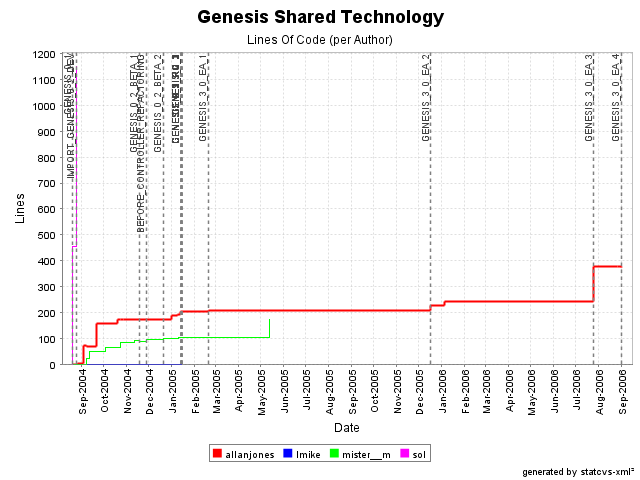 Genesis Shared Technology
Lines Of Code (per Author)
Lines
1200
1100
1000
900
800
700
600
500
400
300
200
100
0
BEFORE_CONTROLLER_REFACTORING
GENESIS_0_2_BETA_2
GENESIS_3_0_EA_1
GENESIS_3_0_EA_2
GENESIS_3_0_EA_3
GENESIS_3_0_EA_4
Sep-2004
Oct-2004
Nov-2004
Dec-2004
Jan-2005
Feb-2005
Mar-2005
Apr-2005
May-2005
Jun-2005
Jul-2005
Aug-2005
Sep-2005
Oct-2005
Nov-2005
Dec-2005
Jan-2006
Feb-2006
Mar-2006
Apr-2006
May-2006
Jun-2006
Jul-2006
Aug-2006
Sep-2006
Date
allanjones
lmike
mister__m
sol
generated by statcvs-xml²